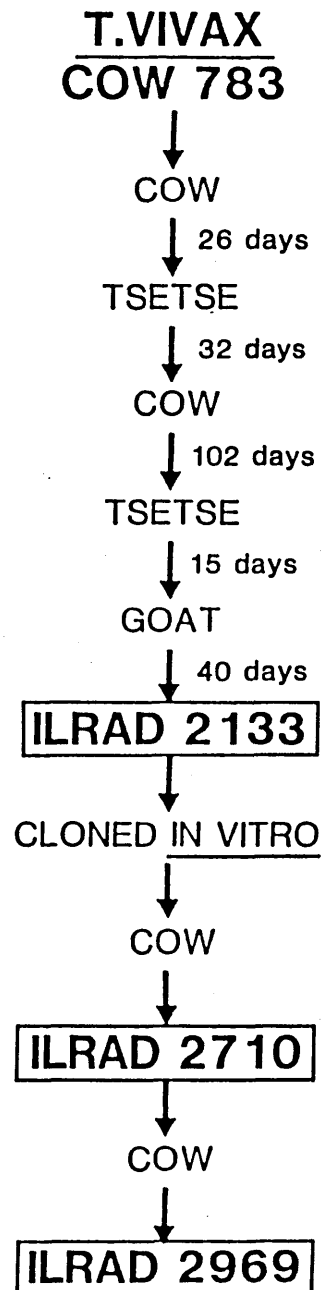 T.VIVAX
COW 783
COW
26 days
TSETSE
32 days
COW
102 days
TSETSE
15 days
GOAT
40 days
ILRAD 2133
CLONED IN VITRO
COW
ILRAD 2710
COW
ILRAD 2969